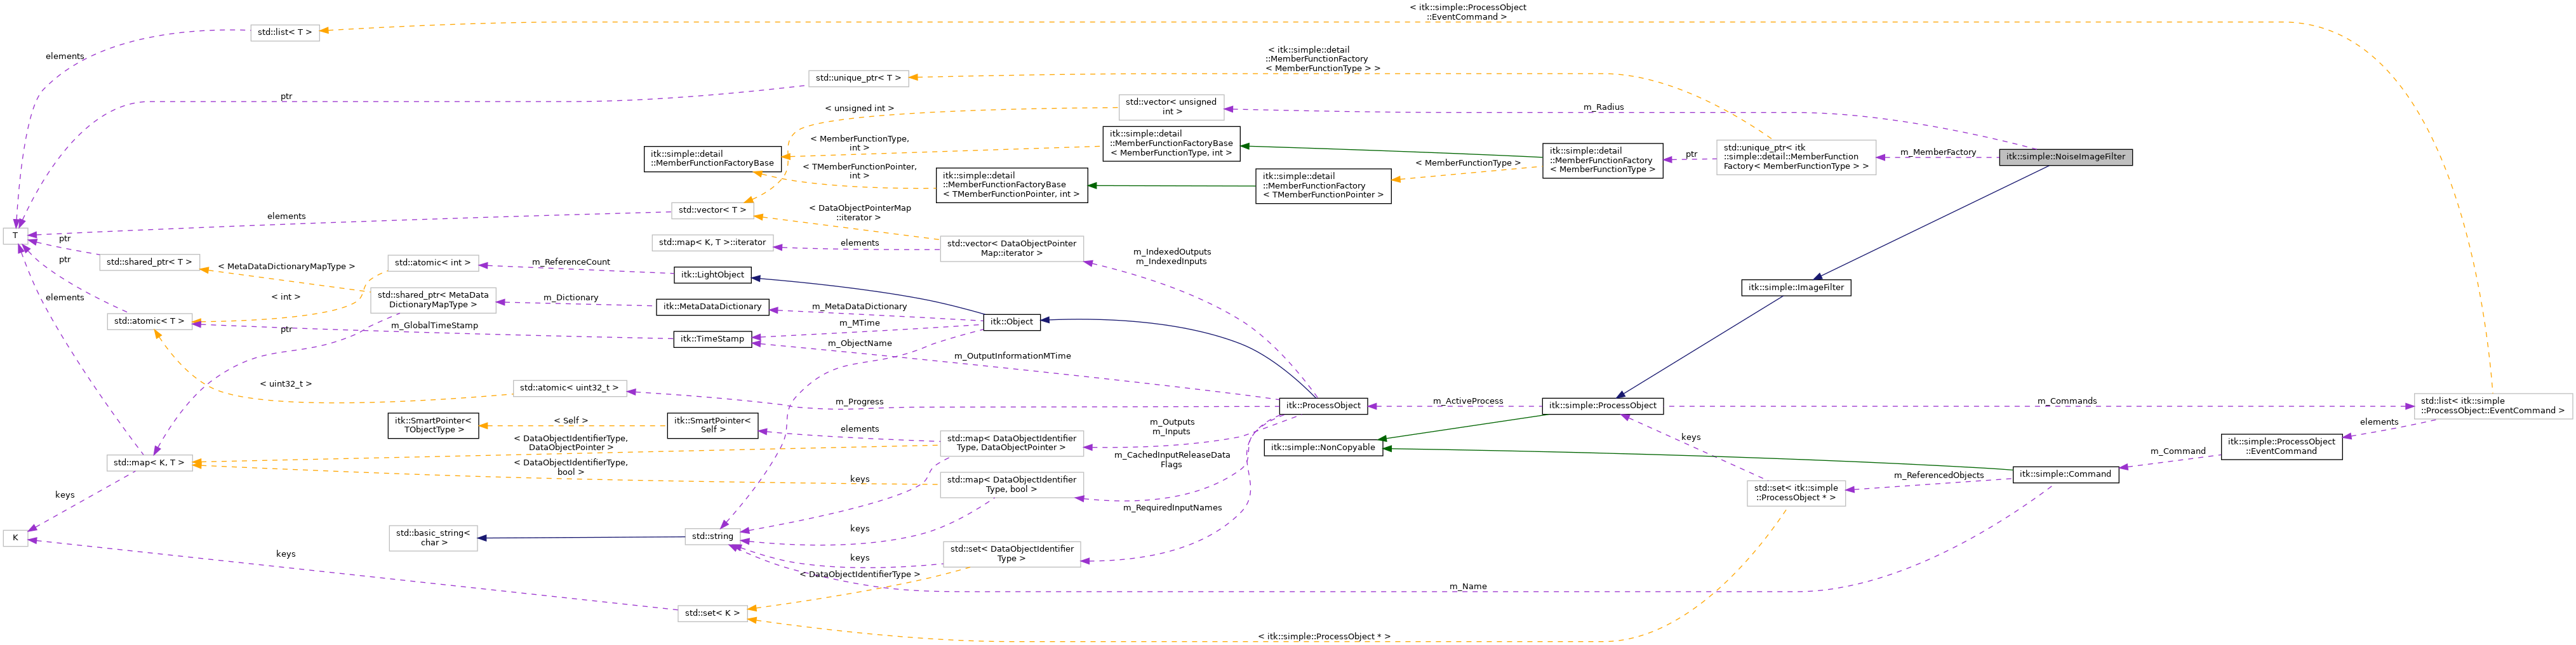 < itk::simple::ProcessObject
::EventCommand >
std::list< T >
elements
< itk::simple::detail
::MemberFunctionFactory
< MemberFunctionType > >
std::unique_ptr< T >
ptr
std::vector< unsigned
int >
< unsigned int >
m_Radius
itk::simple::detail
::MemberFunctionFactoryBase
< MemberFunctionType, int >
< MemberFunctionType,
int >
itk::simple::detail
::MemberFunctionFactoryBase
itk::simple::detail
::MemberFunctionFactory
< MemberFunctionType >
ptr
std::unique_ptr< itk
::simple::detail::MemberFunction
Factory< MemberFunctionType > >
m_MemberFactory
itk::simple::NoiseImageFilter
< MemberFunctionType >
< TMemberFunctionPointer,
int >
itk::simple::detail
::MemberFunctionFactoryBase
< TMemberFunctionPointer, int >
itk::simple::detail
::MemberFunctionFactory
< TMemberFunctionPointer >
std::vector< T >
elements
< DataObjectPointerMap
::iterator >
T
ptr
ptr
elements
std::map< K, T >::iterator
elements
std::vector< DataObjectPointer
Map::iterator >
m_IndexedOutputs
m_IndexedInputs
std::shared_ptr< T >
< MetaDataDictionaryMapType >
std::atomic< int >
m_ReferenceCount
itk::LightObject
< int >
std::shared_ptr< MetaData
DictionaryMapType >
m_Dictionary
itk::MetaDataDictionary
m_MetaDataDictionary
itk::simple::ImageFilter
std::atomic< T >
ptr
m_GlobalTimeStamp
itk::TimeStamp
m_MTime
m_ObjectName
itk::Object
m_OutputInformationMTime
< uint32_t >
std::atomic< uint32_t >
m_Progress
itk::ProcessObject
m_ActiveProcess
itk::simple::ProcessObject
m_Commands
std::list< itk::simple
::ProcessObject::EventCommand >
itk::SmartPointer<
TObjectType >
< Self >
itk::SmartPointer<
Self >
elements
std::map< DataObjectIdentifier
Type, DataObjectPointer >
m_Outputs
m_Inputs
itk::simple::NonCopyable
keys
elements
itk::simple::ProcessObject
::EventCommand
m_Command
itk::simple::Command
m_ReferencedObjects
std::set< itk::simple
::ProcessObject * >
< DataObjectIdentifierType,
DataObjectPointer >
< DataObjectIdentifierType,
bool >
std::map< K, T >
m_CachedInputReleaseData
Flags
keys
std::map< DataObjectIdentifier
Type, bool >
keys
m_RequiredInputNames
K
std::basic_string<
char >
std::string
keys
keys
std::set< DataObjectIdentifier
Type >
keys
< DataObjectIdentifierType >
m_Name
std::set< K >
< itk::simple::ProcessObject * >